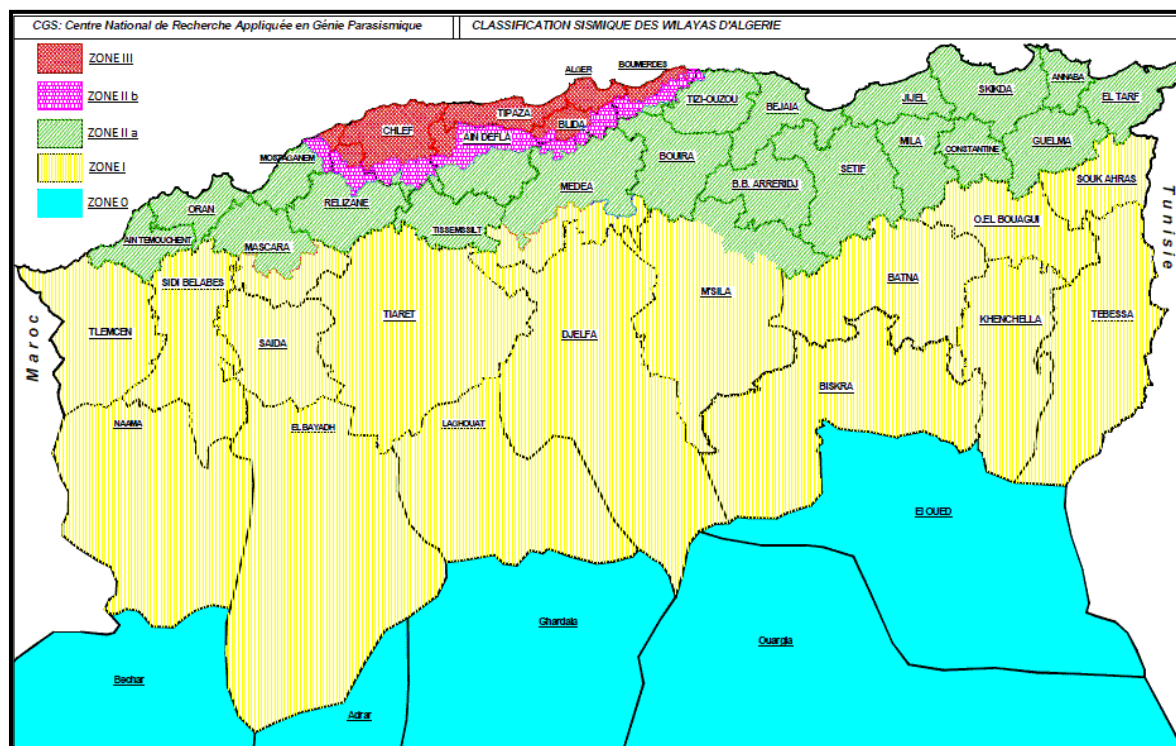 CGS: Centre National de Recherche Appliquée en Génie Parasismique
CLASSIFICATION SISMIQUE DES WILAYAS D'ALGERIE
ZONE III
ZONE II b
ZONE II a
ZONE I
ZONE 0
ALGER
BOUMERDES
TIPAZA
BLIDA
CHLEF
AIN DEFLA
MOSTAGANEM
TIZI-OUZOU
BEJAIA
JIJEL
SKIKDA
ANNABA
EL TARF
GUELMA
CONSTANTINE
MILA
SETIF
BOUIRA
B.B. ARRERIDJ
MEDEA
SOUK AHRAS
ORAN
RELIZANE
AIN TEMOUCHENT
MASCARA
TISSEMSSILT
O.EL BOUAGUI
Tunisie
Maroc
SIDI BELABES
TLEMCEN
SAIDA
TIARET
DJELFA
M'SILA
BATNA
KHENCHELLA
TEBESSA
BISKRA
NAAMA
EL BAYADH
LAGHOUAT
El OUED
Ghardaia
Ouargla
Bechar
Adrar